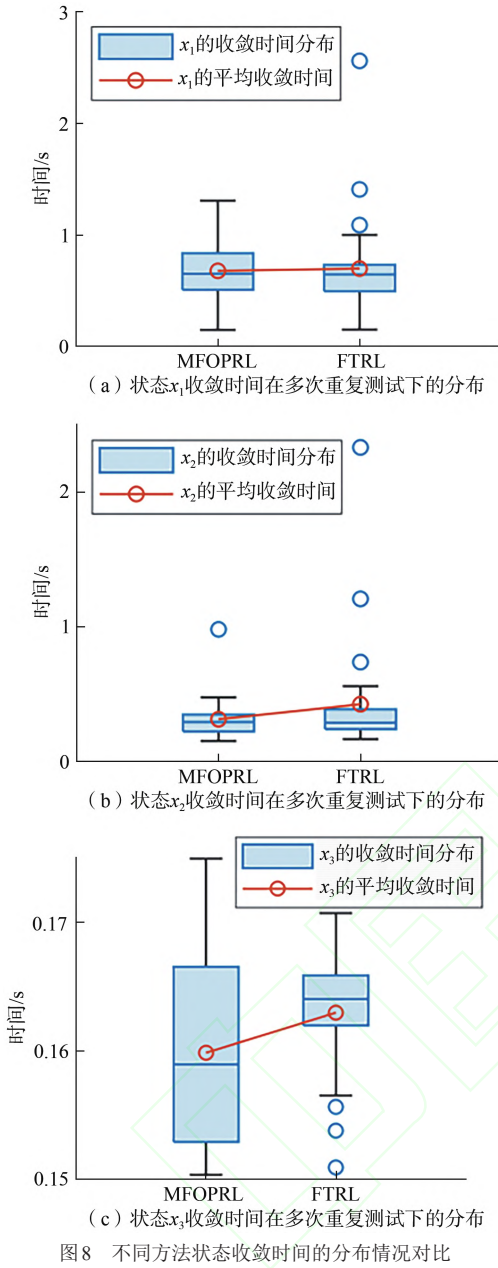 3
x₁的收敛时间分布
x₁的平均收敛时间
2
时间/s
1
0
MFOPRL FTRL
（a）状态x₁收敛时间在多次重复测试下的分布
x₂的收敛时间分布
x₂的平均收敛时间
2
时间/s
1
0
MFOPRL FTRL
（b）状态x₂收敛时间在多次重复测试下的分布
x₃的收敛时间分布
x₃的平均收敛时间
0.17
时间/s
0.16
0.15
MFOPRL FTRL
（c）状态x₃收敛时间在多次重复测试下的分布
图8 不同方法状态收敛时间的分布情况对比